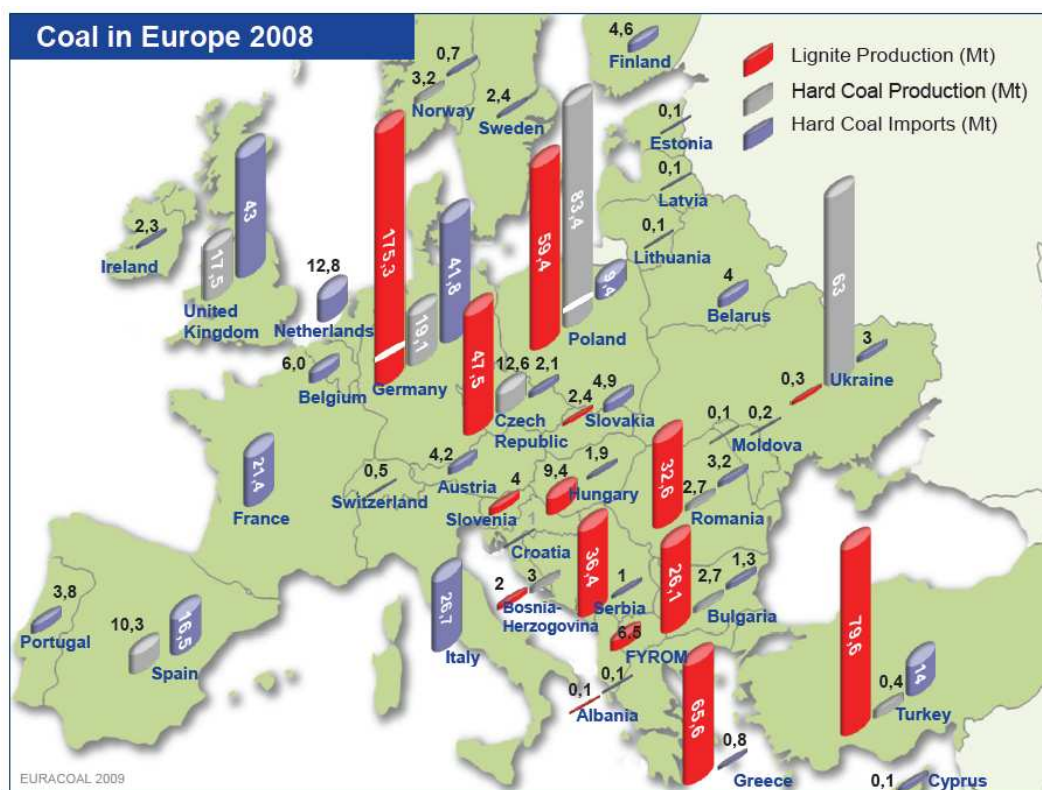 Coal in Europe 2008
Lignite Production (Mt)
Hard Coal Production (Mt)
Hard Coal Imports (Mt)
4,6
Finland
0,7
3,2
Norway
2,4
Sweden
0,1
Estonia
0,1
Latvia
0,1
Lithuania
2,3
Ireland
17,5
43
United
Kingdom
12,8
Netherlands
6,0
Belgium
175,3
19,1
41,8
Germany
59,4
83,4
9,4
Poland
4
Belarus
0,3
63
3
Ukraine
47,5
12,6
2,1
Czech
Republic
2,4
4,9
Slovakia
0,1
0,2
Moldova
21,4
France
0,5
Switzerland
4,2
Austria
4
Slovenia
9,4
1,9
Hungary
32,6
2,7
3,2
Romania
1
Croatia
2
3
Bosnia-
Herzogovina
36,4
1
Serbia
26,1
2,7
1,3
Bulgaria
3,8
Portugal
10,3
16,5
Spain
26,7
Italy
6.5
FYROM
0,1
0,1
Albania
65,6
0,8
Greece
79,6
0,4
14
Turkey
0,1
Cyprus
EURACOAL 2009